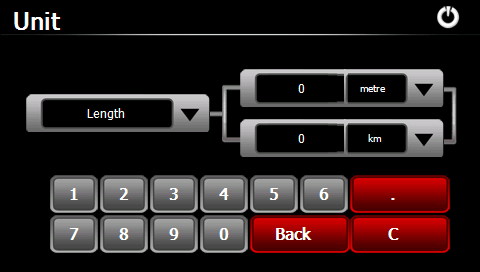 Unit
Length
0 metre
0 km
1 2 3 4 5 6 .
7 8 9 0 Back C